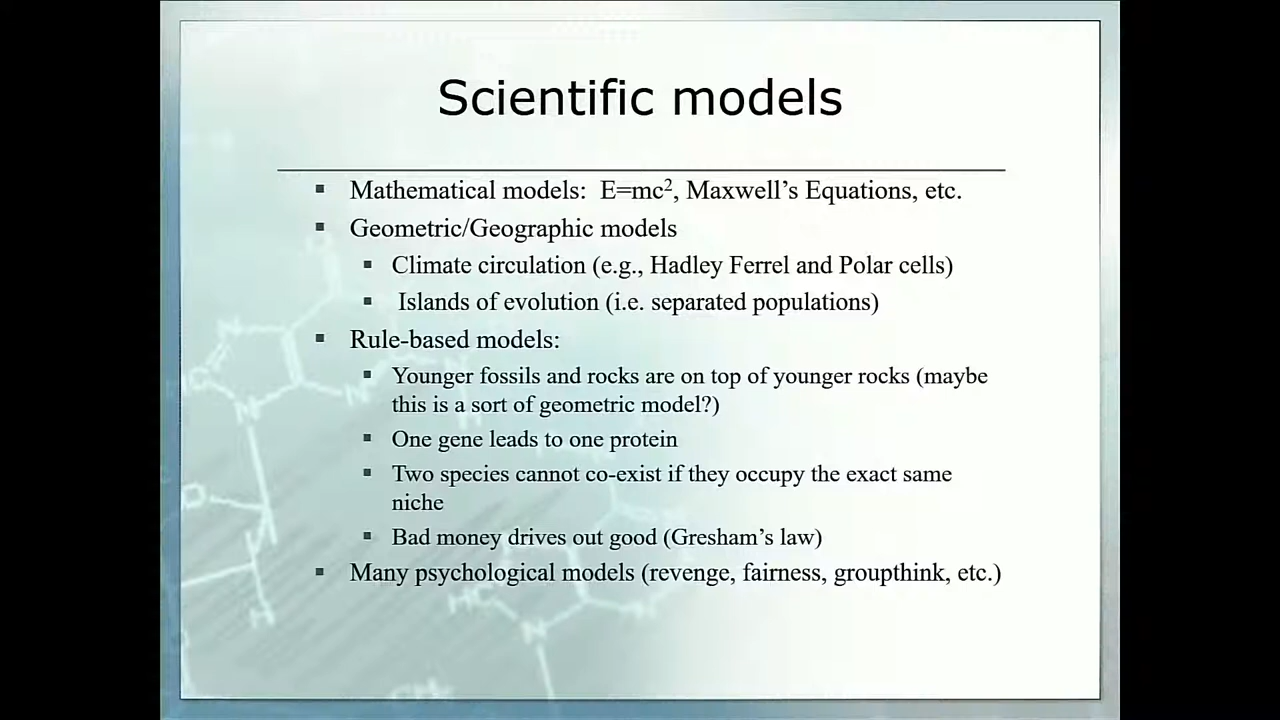 Scientific models
▪ Mathematical models: E=mc², Maxwell’s Equations, etc.
▪ Geometric/Geographic models
▪ Climate circulation (e.g., Hadley Ferrel and Polar cells)
▪ Islands of evolution (i.e. separated populations)
▪ Rule-based models:
▪ Younger fossils and rocks are on top of younger rocks (maybe
this is a sort of geometric model?)
▪ One gene leads to one protein
▪ Two species cannot co-exist if they occupy the exact same
niche
▪ Bad money drives out good (Gresham’s law)
▪ Many psychological models (revenge, fairness, groupthink, etc.)